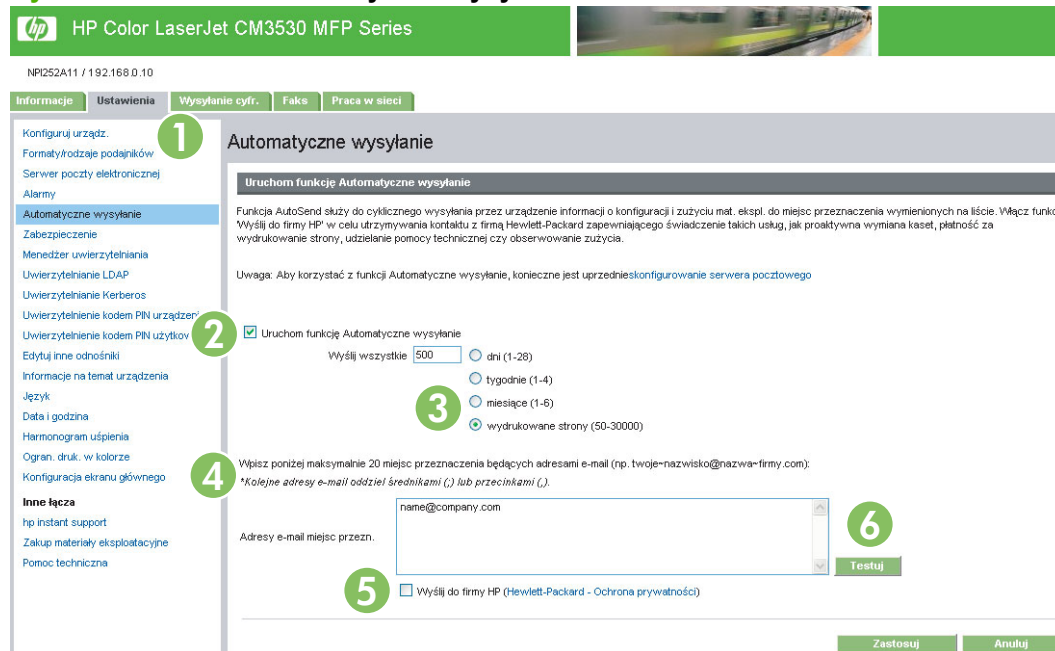 HP Color LaserJet CM3530 MFP Series
NPI252A11 / 192.168.0.10
Informacje Ustawienia Wysyłanie cyfr. Faks Praca w sieci
Konfiguruj urządz.
Formaty/rodzaje podajników
Serwer poczty elektronicznej
Alarmy
Automatyczne wysyłanie
Zabezpieczenie
Menedżer uwierzytelniania
Uwierzytelnianie LDAP
Uwierzytelnianie Kerberos
Uwierzytelnienie kodem PIN
Uwierzytelnienie kodem PIN
Edytuj inne odnośniki
Informacje na temat urządzenia
Język
Data i godzina
Harmonogram uśpienia
Ogran. druk. w kolorze
Konfiguracja ekranu głównego
Inne łącza
hp instant support
Zakup materiały eksploatacyjne
Pomoc techniczna
1
Automatyczne wysyłanie
Uruchom funkcję Automatyczne wysyłanie
Funkcja AutoSend służy do cyklicznego wysyłania przez urządzenie informacji o konfiguracji i zużyciu mat. ekspl. do miejsc przeznaczenia wymienionych na liście. Włącz
'Wyślij do firmy HP' w celu utrzymywania kontaktu z firmą Hewlett-Packard zapewniającego świadczenie takich usług, jak proaktywna wymiana kaset, płatność za
wydrukowanie strony, udzielanie pomocy technicznej czy obserwowanie zużycia.
Uwaga: Aby korzystać z funkcji Automatyczne wysyłanie, konieczne jest uprzednieskonfigurowanie serwera pocztowego
2
Uruchom funkcję Automatyczne wysyłanie
Wyślij wszystkie 500 dni (1-28)
tygodnie (1-4)
3
miesiące (1-6)
wydrukowane strony (50-30000)
4
Wpisz poniżej maksymalnie 20 miejsc przeznaczenia będących adresami e-mail (np. twoje~nazwisko@nazwa~firmy.com):
*Kolejne adresy e-mail oddziel średnikami (;) lub przecinkami (,).
name@company.com
Adresy e-mail miejsc przezn.
6
Testuj
5
Wyślij do firmy HP (Hewlett-Packard - Ochrona prywatności)
Zastosuj Anuluj